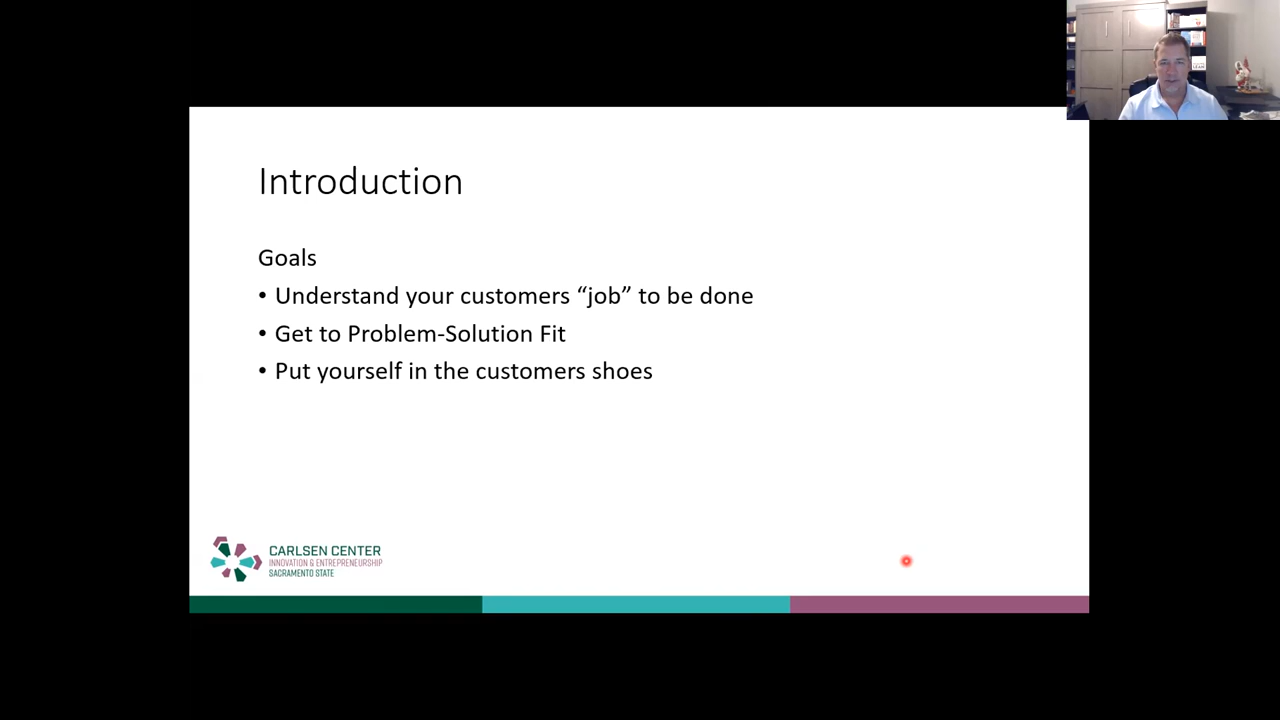 Introduction
Goals
• Understand your customers “job” to be done
• Get to Problem-Solution Fit
• Put yourself in the customers shoes
CARLSEN CENTER
INNOVATION & ENTREPRENEURSHIP
SACRAMENTO STATE